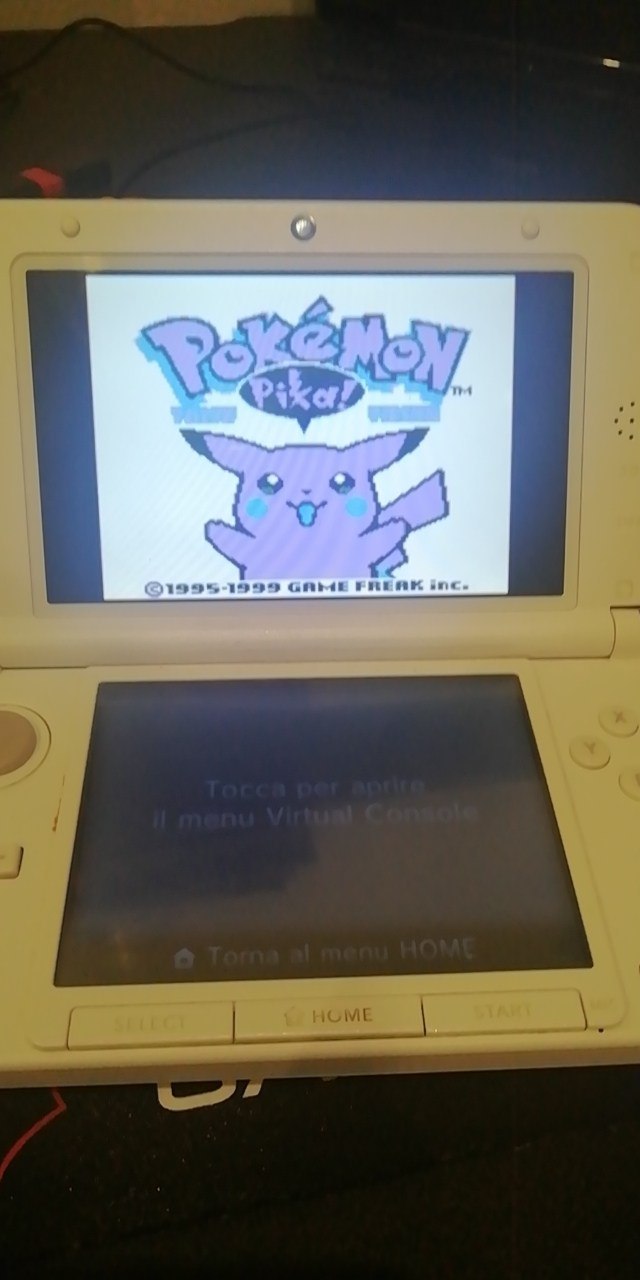 POKéMON
TM
Pika!
©1995-1999 GAME FREAK inc.
Tocca per aprire
il menu Virtual Console
Torna al menu HOME
SELECT
HOME
START
X
Y